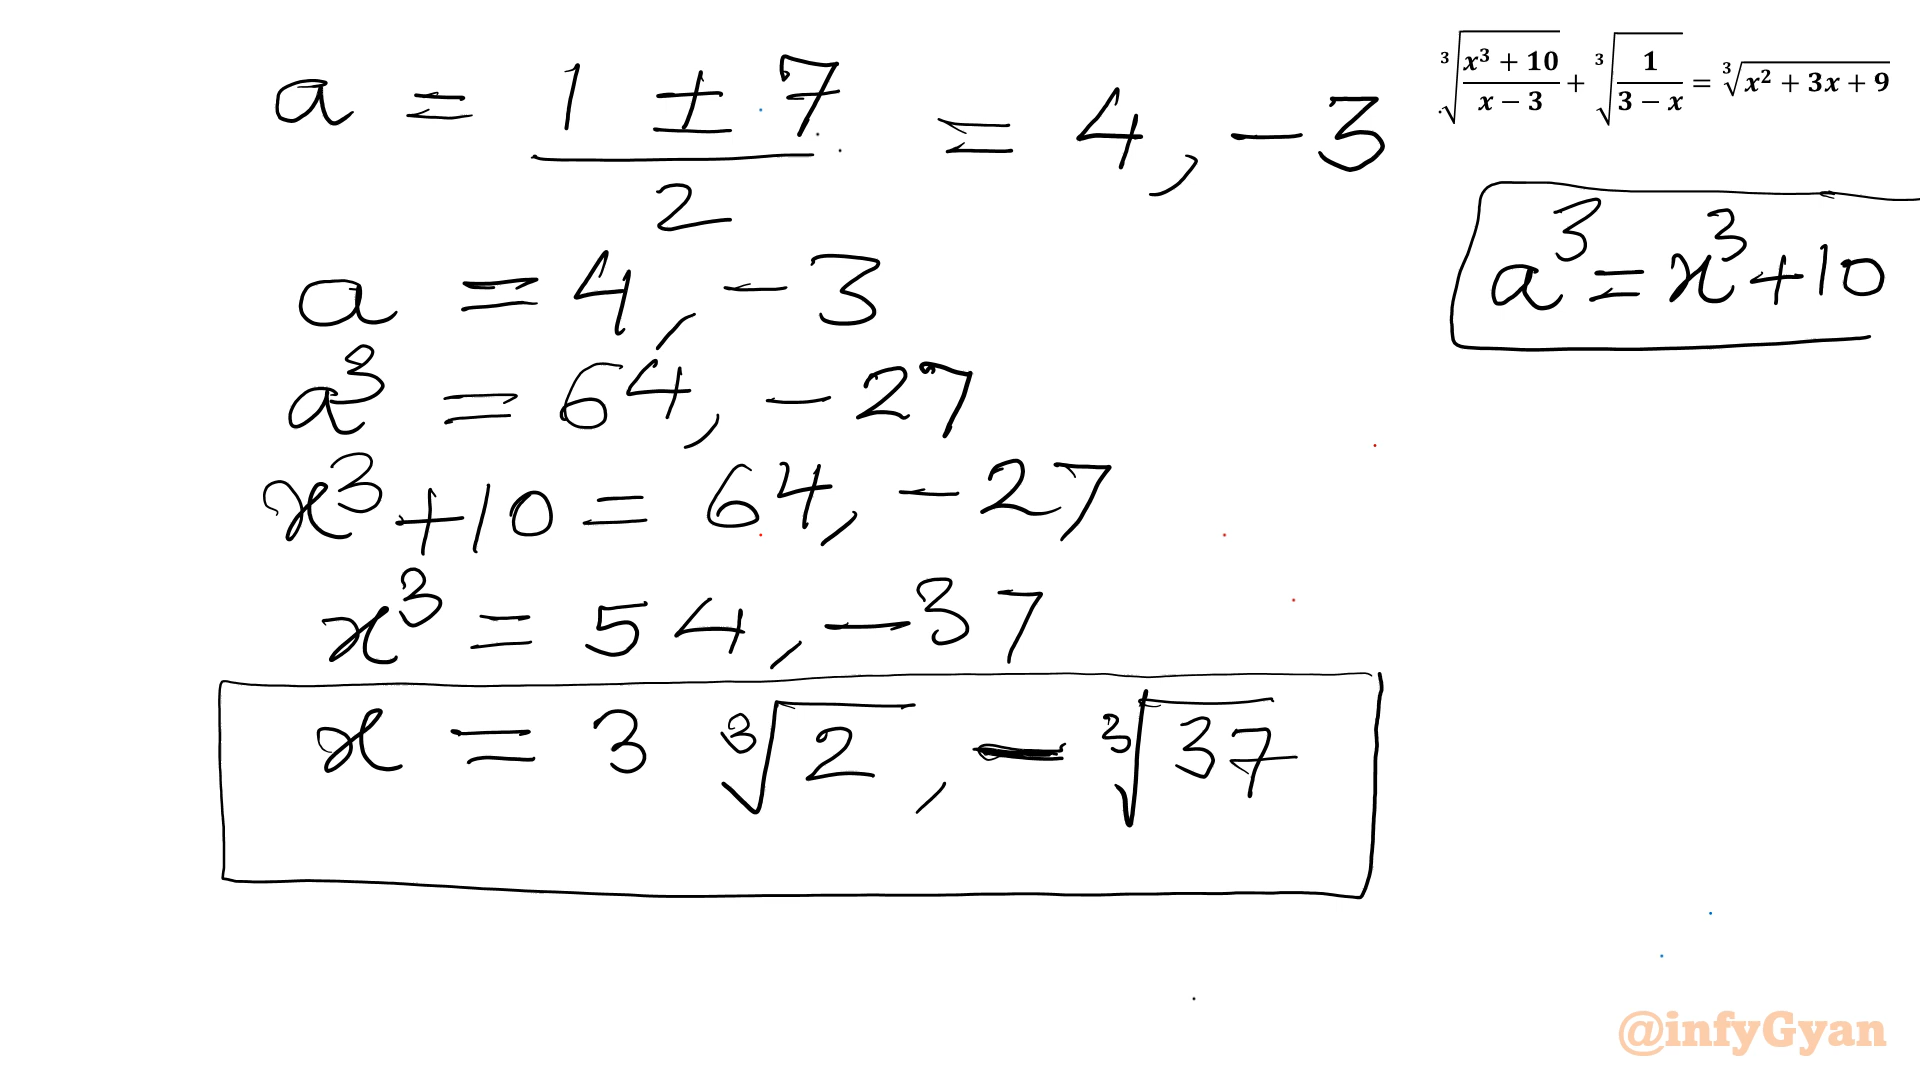 a = (1 ± 7)/2 = 4, -3
∛((x³ + 10)/(x - 3)) + ∛(1/(3 - x)) = ∛(x² + 3x + 9)
a³ = x³ + 10
a = 4, -3
a³ = 64, -27
x³ + 10 = 64, -27
x³ = 54, -37
x = 3 ∛2, - ∛37
@infyGyan